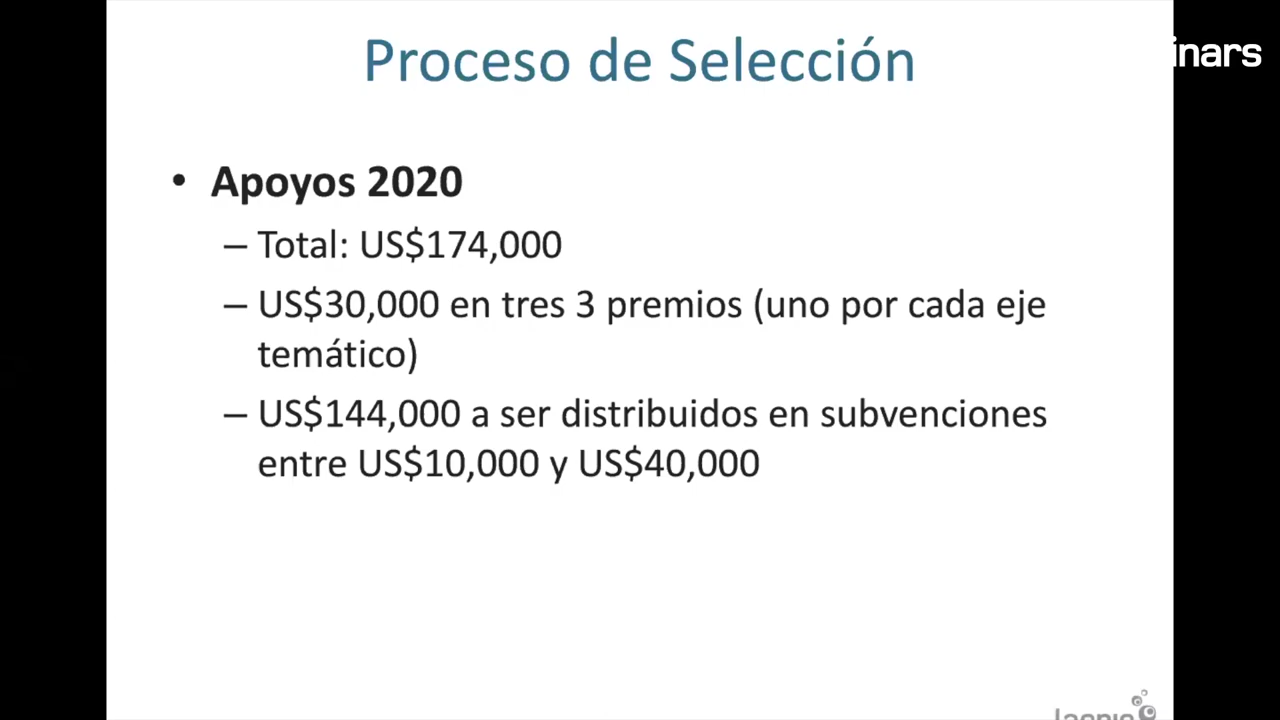 Proceso de Selección
inars
• Apoyos 2020
– Total: US$174,000
– US$30,000 en tres 3 premios (uno por cada eje
temático)
– US$144,000 a ser distribuidos en subvenciones
entre US$10,000 y US$40,000